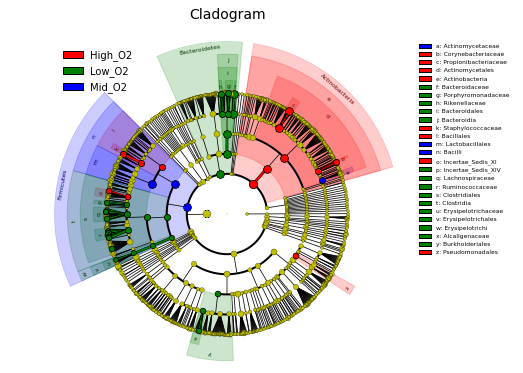 Cladogram
High_O2
Low_O2
Mid_O2
Bacteroidetes
Actinobacteria
Firmicutes
a: Actinomycetaceae
b: Corynebacteriaceae
c: Propionibacteriaceae
d: Actinomycetales
e: Actinobacteria
f: Bacteroidaceae
g: Porphyromonadaceae
h: Rikenellaceae
i: Bacteroidales
j: Bacteroidia
k: Staphylococcaceae
l: Bacillales
m: Lactobacillales
n: Bacilli
o: Incertae_Sedis_XI
p: Incertae_Sedis_XIV
q: Lachnospiraceae
r: Ruminococcaceae
s: Clostridiales
t: Clostridia
u: Erysipelotrichaceae
v: Erysipelotrichales
w: Erysipelotrichi
x: Alcaligenaceae
y: Burkholderiales
z: Pseudomonadales